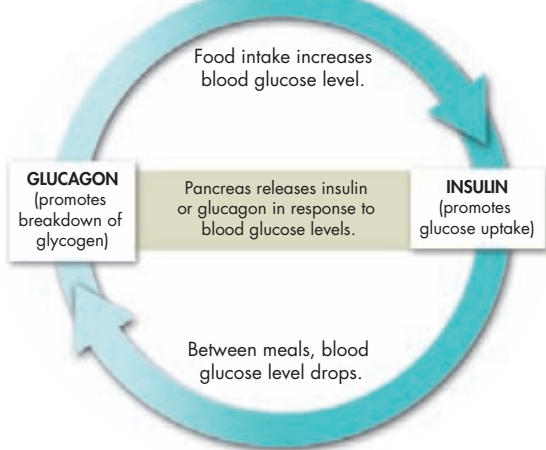 Food intake increases
blood glucose level.
GLUCAGON
(promotes
breakdown of
glycogen)
Pancreas releases insulin
or glucagon in response to
blood glucose levels.
INSULIN
(promotes
glucose uptake)
Between meals, blood
glucose level drops.